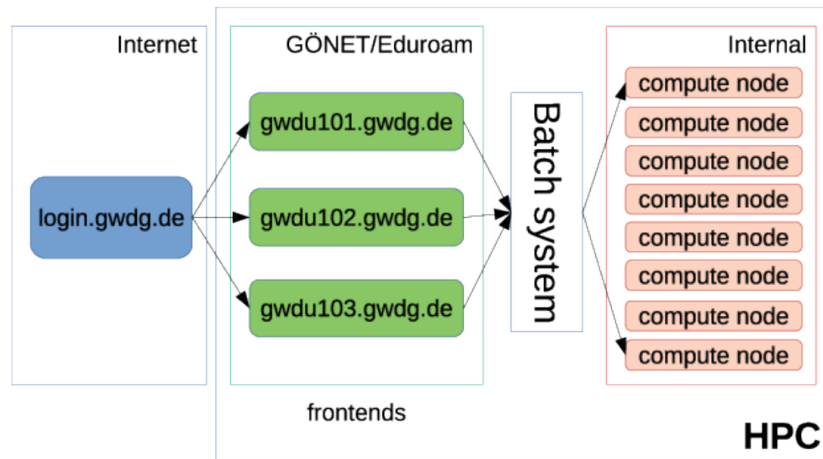 Internet
login.gwdg.de
GÖNET/Eduroam
gwdu101.gwdg.de
gwdu102.gwdg.de
gwdu103.gwdg.de
frontends
Batch system
Internal
compute node
compute node
compute node
compute node
compute node
compute node
compute node
compute node
HPC